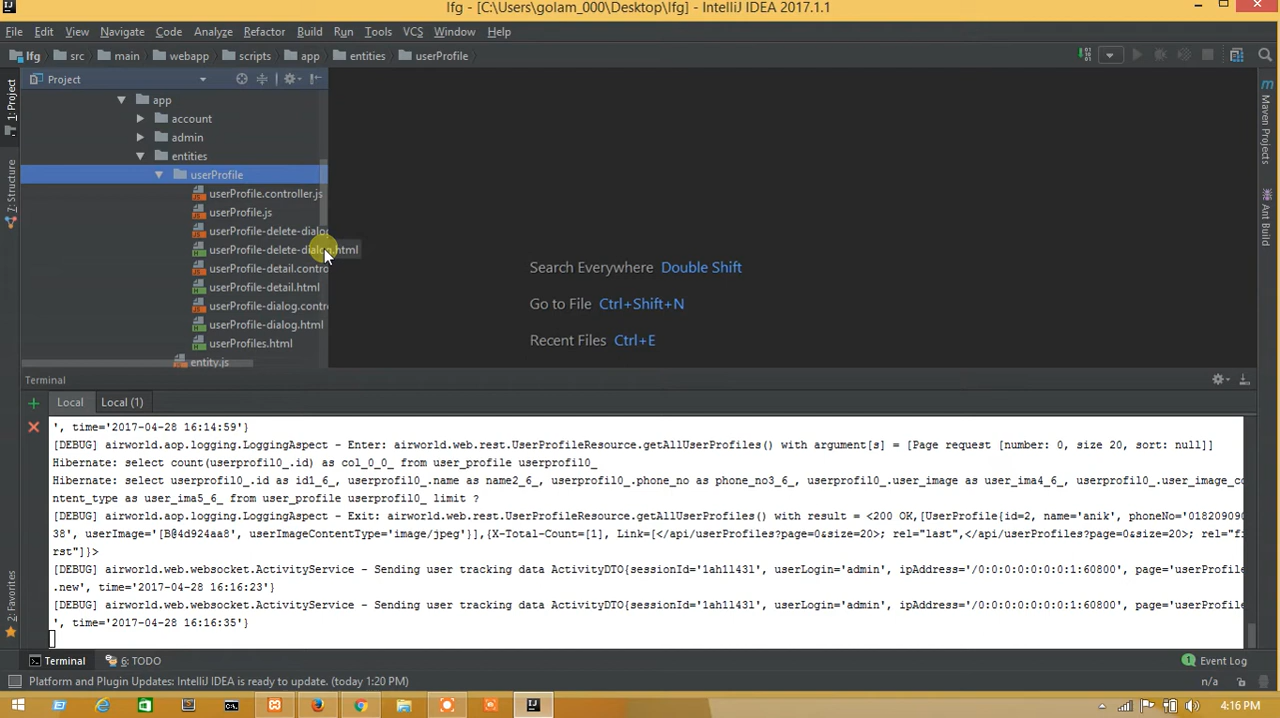 lfg - [C:\Users\golam_000\Desktop\lfg] - IntelliJ IDEA 2017.1.1
File Edit View Navigate Code Analyze Refactor Build Run Tools VCS Window Help
lfg src main webapp scripts app entities userProfile
Project
app
account
admin
entities
userProfile
userProfile.controller.js
userProfile.js
userProfile-delete-dialog
userProfile-delete-dialog.html
userProfile-detail.contro
userProfile-detail.html
userProfile-dialog.contr
userProfile-dialog.html
userProfiles.html
entity.js
1: Project
7: Structure
2: Favorites
Maven Projects
Ant Build
Search Everywhere Double Shift
Go to File Ctrl+Shift+N
Recent Files Ctrl+E
Terminal
Local Local (1)
', time='2017-04-28 16:14:59'}
[DEBUG] airworld.aop.logging.LoggingAspect - Enter: airworld.web.rest.UserProfileResource.getAllUserProfiles() with argument[s] = [Page request [number: 0, size 20, sort: null]]
Hibernate: select count(userprofil0_.id) as col_0_0_ from user_profile userprofil0_
Hibernate: select userprofil0_.id as id1_6_, userprofil0_.name as name2_6_, userprofil0_.phone_no as phone_no3_6_, userprofil0_.user_image as user_ima4_6_, userprofil0_.user_image_co
ntent_type as user_ima5_6_ from user_profile userprofil0_ limit ?
[DEBUG] airworld.aop.logging.LoggingAspect - Exit: airworld.web.rest.UserProfileResource.getAllUserProfiles() with result = <200 OK,[UserProfile{id=2, name='anik', phoneNo='018209090
38', userImage='[B@4d924aa8', userImageContentType='image/jpeg'}],{X-Total-Count=[1], Link=[</api/userProfiles?page=0&size=20>; rel="last",</api/userProfiles?page=0&size=20>; rel="fi
rst"]}>
[DEBUG] airworld.web.websocket.ActivityService - Sending user tracking data ActivityDTO{sessionId='1ah1l43l', userLogin='admin', ipAddress='/0:0:0:0:0:0:0:1:60800', page='userProfile
.new', time='2017-04-28 16:16:23'}
[DEBUG] airworld.web.websocket.ActivityService - Sending user tracking data ActivityDTO{sessionId='1ah1l43l', userLogin='admin', ipAddress='/0:0:0:0:0:0:0:1:60800', page='userProfile
', time='2017-04-28 16:16:35'}
Terminal 6: TODO
1 Event Log
Platform and Plugin Updates: IntelliJ IDEA is ready to update. (today 1:20 PM)
n/a
4:16 PM